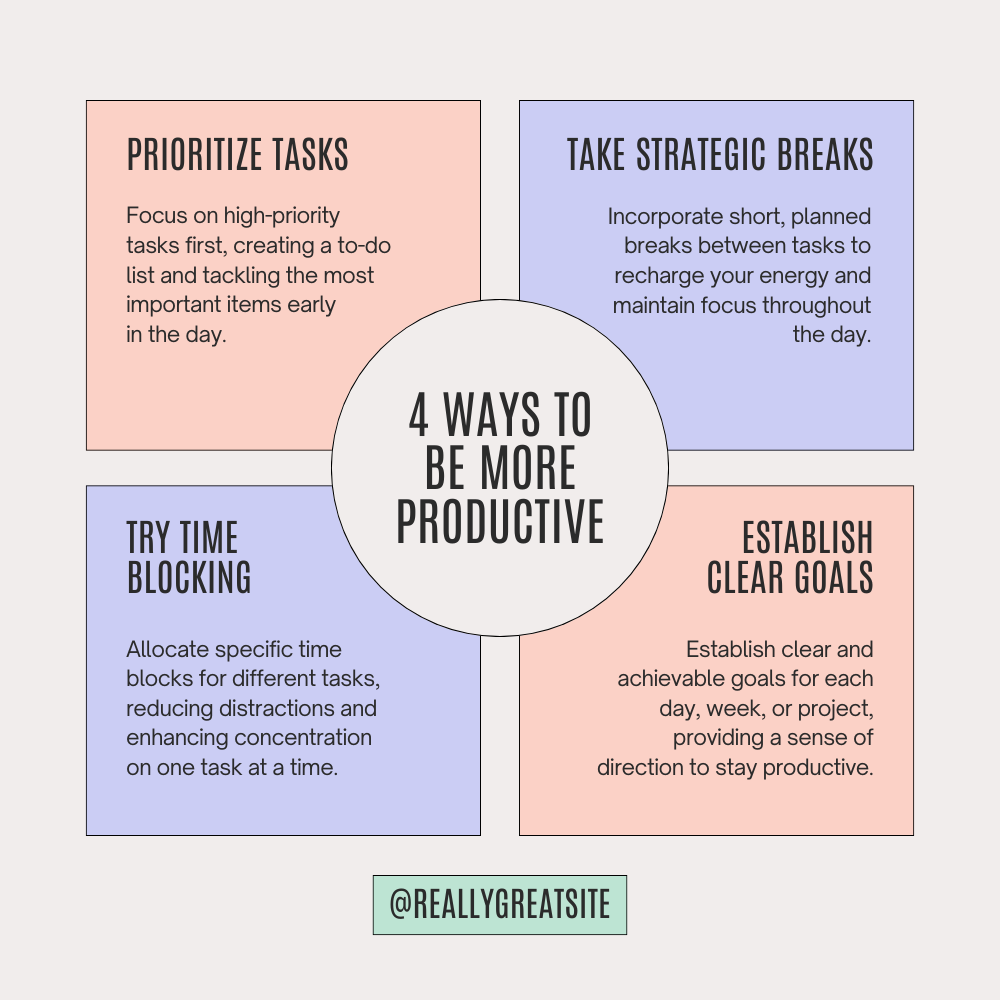 PRIORITIZE TASKS
Focus on high-priority
tasks first, creating a to-do
list and tackling the most
important items early
in the day.
TAKE STRATEGIC BREAKS
Incorporate short, planned
breaks between tasks to
recharge your energy and
maintain focus throughout
the day.
4 WAYS TO
BE MORE
PRODUCTIVE
TRY TIME
BLOCKING
Allocate specific time
blocks for different tasks,
reducing distractions and
enhancing concentration
on one task at a time.
ESTABLISH
CLEAR GOALS
Establish clear and
achievable goals for each
day, week, or project,
providing a sense of
direction to stay productive.
@REALLYGREATSITE